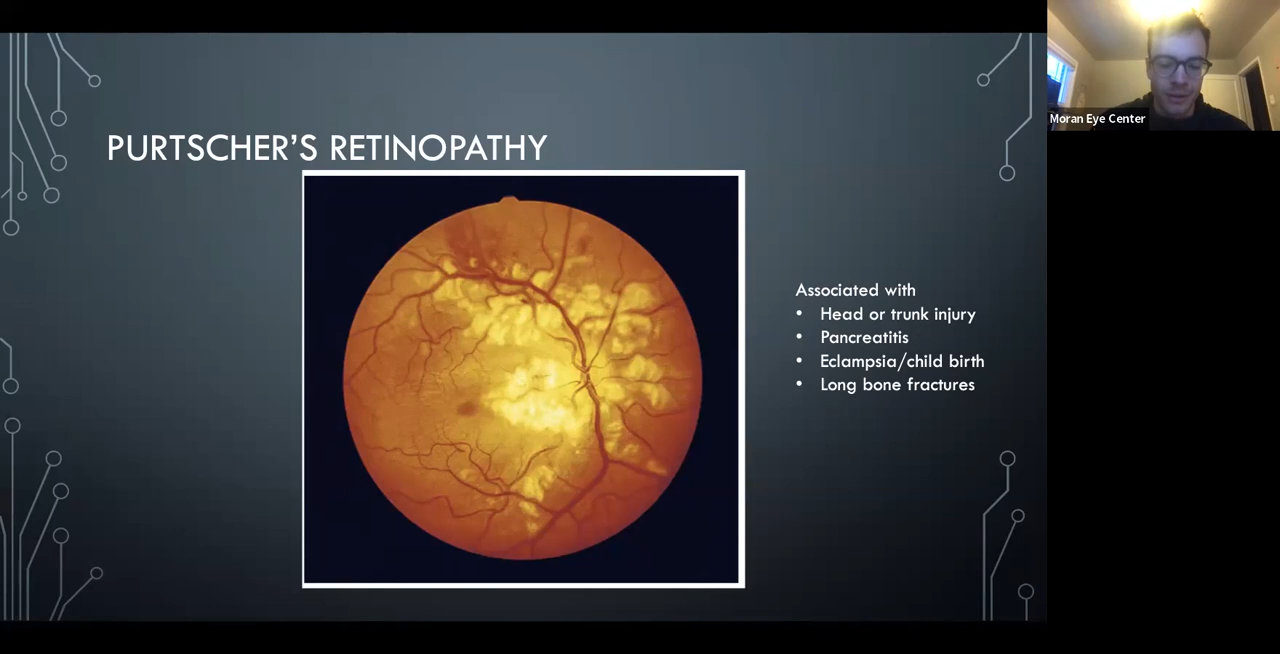 PURTSCHER'S RETINOPATHY
Associated with
• Head or trunk injury
• Pancreatitis
• Eclampsia/child birth
• Long bone fractures
Moran Eye Center